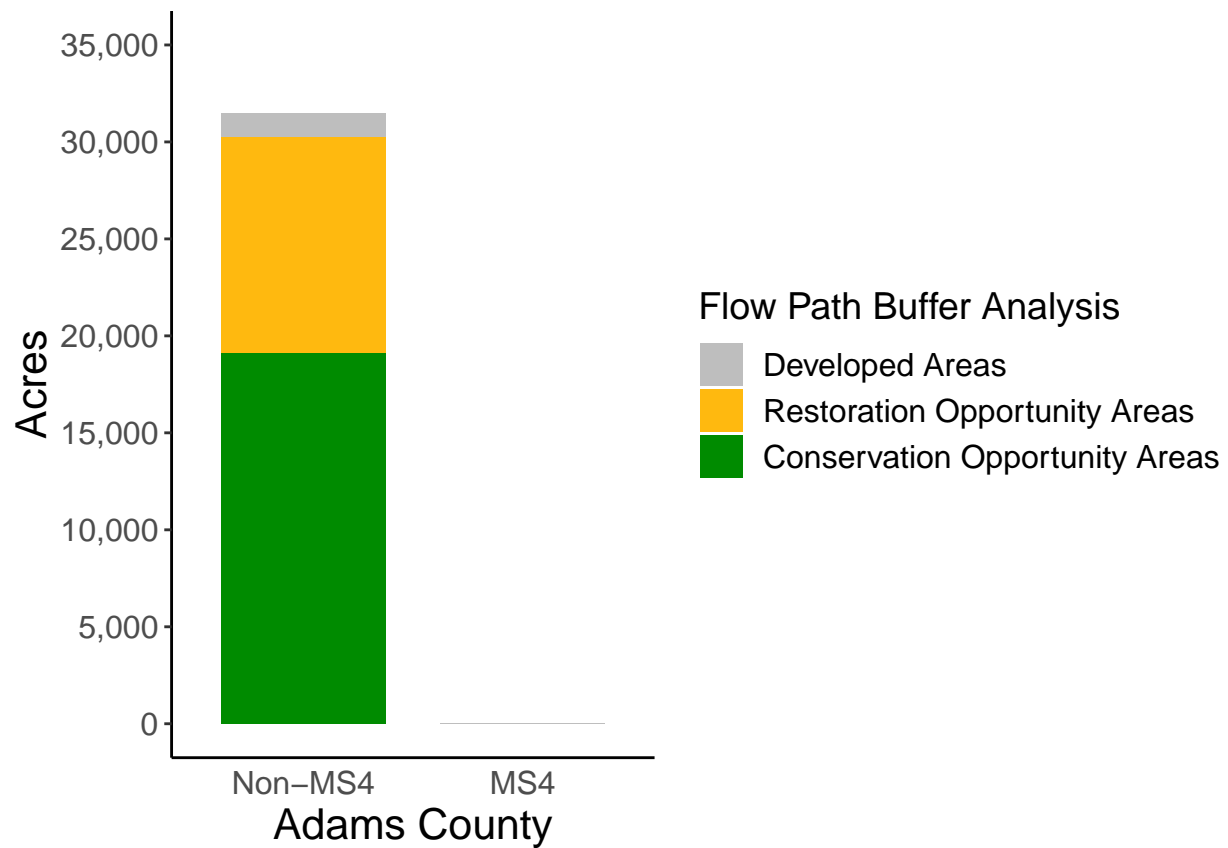 35,000
30,000
25,000
20,000
15,000
10,000
5,000
0
Acres
Non−MS4
MS4
Adams County
Flow Path Buffer Analysis
Developed Areas
Restoration Opportunity Areas
Conservation Opportunity Areas